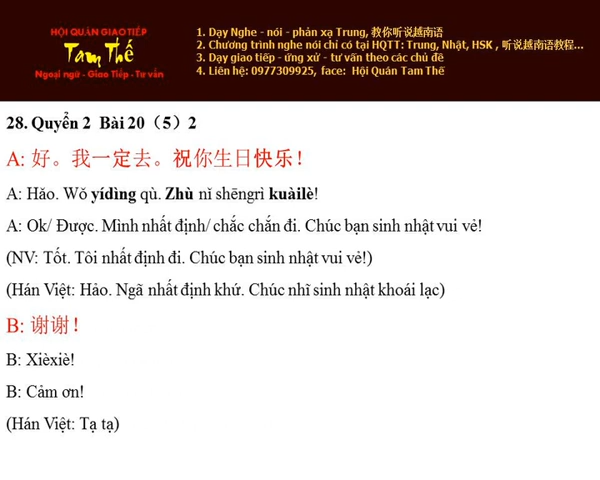 HỘI QUÁN GIAO TIẾP
Tam Thế
Ngoại ngữ - Giao Tiếp - Tư vấn
1. Dạy Nghe - nói - phản xạ Trung, 教你听说越南语
2. Chương trình nghe nói chỉ có tại HQTT: Trung, Nhật, HSK , 听说越南语教程...
3. Dạy giao tiếp - ứng xử - tư vấn theo các chủ đề
4. Liên hệ: 0977309925, face: Hội Quán Tam Thế
28. Quyển 2 Bài 20（5）2
A: 好。我一定去。祝你生日快乐！
A: Hǎo. Wǒ yídìng qù. Zhù nǐ shēngrì kuàilè!
A: Ok/ Được. Mình nhất định/ chắc chắn đi. Chúc bạn sinh nhật vui vẻ!
(NV: Tốt. Tôi nhất định đi. Chúc bạn sinh nhật vui vẻ!)
(Hán Việt: Hảo. Ngã nhất định khứ. Chúc nhĩ sinh nhật khoái lạc)
B: 谢谢！
B: Xièxiè!
B: Cảm ơn!
(Hán Việt: Tạ tạ)